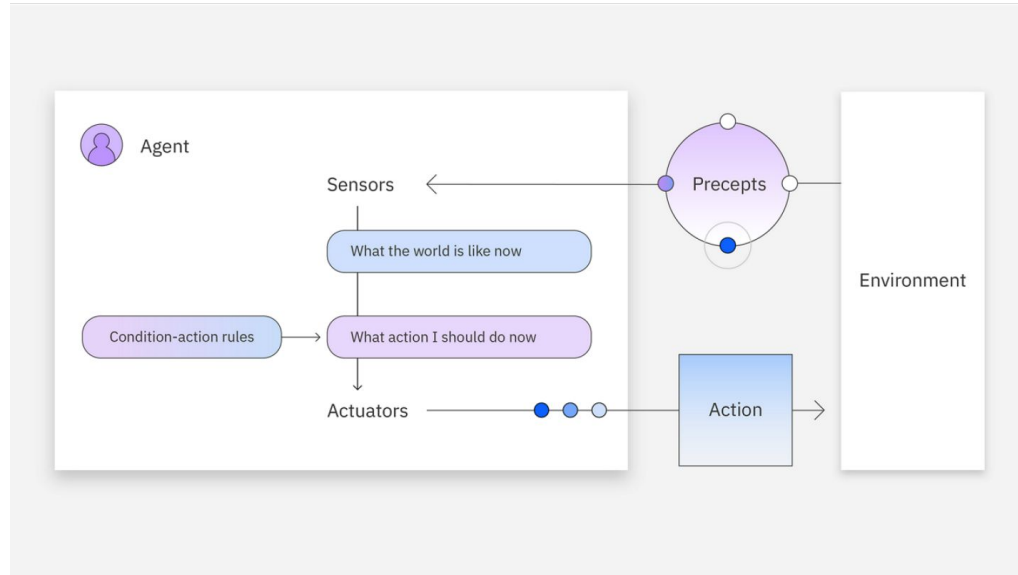 Agent
Sensors
Precepts
What the world is like now
Environment
Condition-action rules
What action I should do now
Actuators
Action